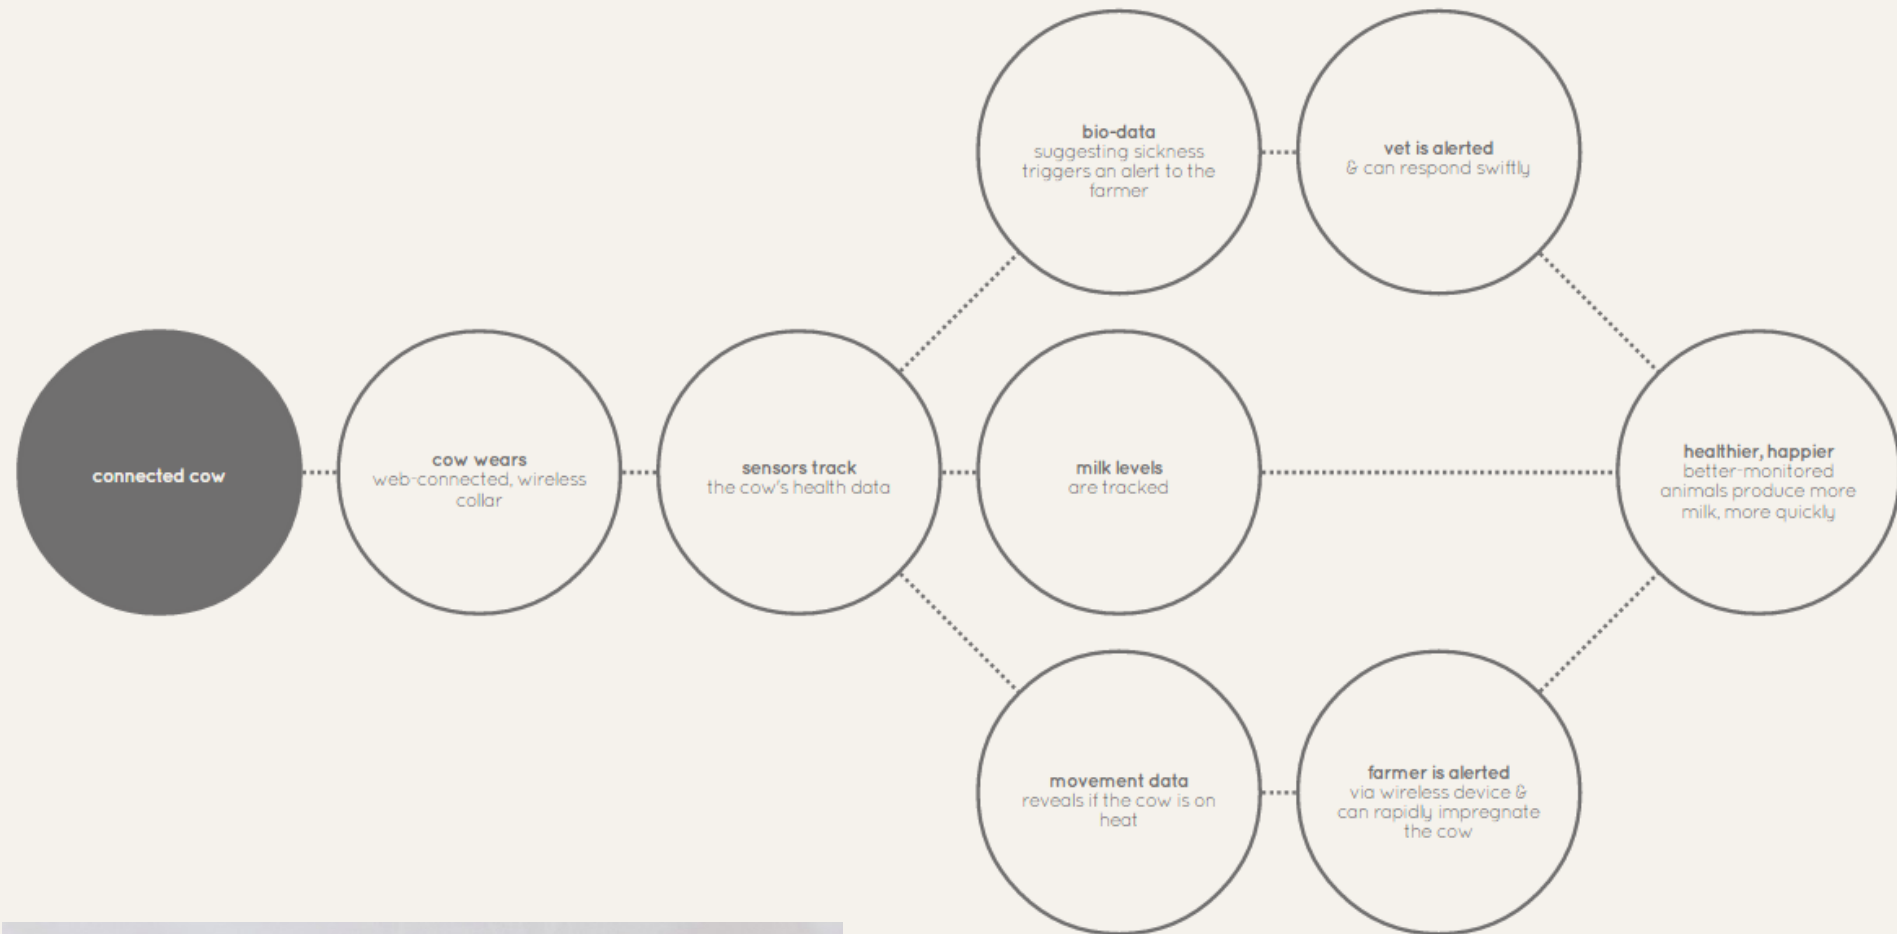 connected cow
cow wears
web-connected, wireless
collar
sensors track
the cow's health data
bio-data
suggesting sickness
triggers an alert to the
farmer
vet is alerted
& can respond swiftly
milk levels
are tracked
movement data
reveals if the cow is on
heat
farmer is alerted
via wireless device &
can rapidly impregnate
the cow
healthier, happier
better-monitored
animals produce more
milk, more quickly